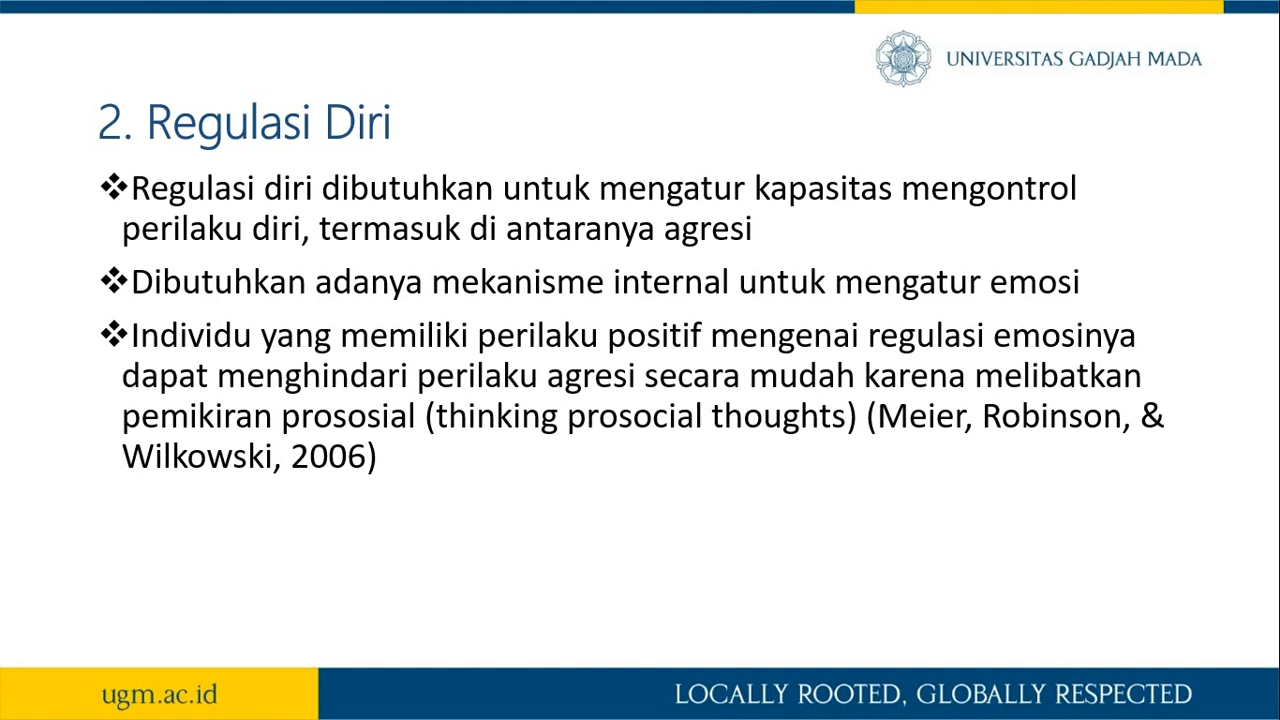 UNIVERSITAS GADJAH MADA
2. Regulasi Diri
❖Regulasi diri dibutuhkan untuk mengatur kapasitas mengontrol
perilaku diri, termasuk di antaranya agresi
❖Dibutuhkan adanya mekanisme internal untuk mengatur emosi
❖Individu yang memiliki perilaku positif mengenai regulasi emosinya
dapat menghindari perilaku agresi secara mudah karena melibatkan
pemikiran prososial (thinking prosocial thoughts) (Meier, Robinson, &
Wilkowski, 2006)
ugm.ac.id
LOCALLY ROOTED, GLOBALLY RESPECTED